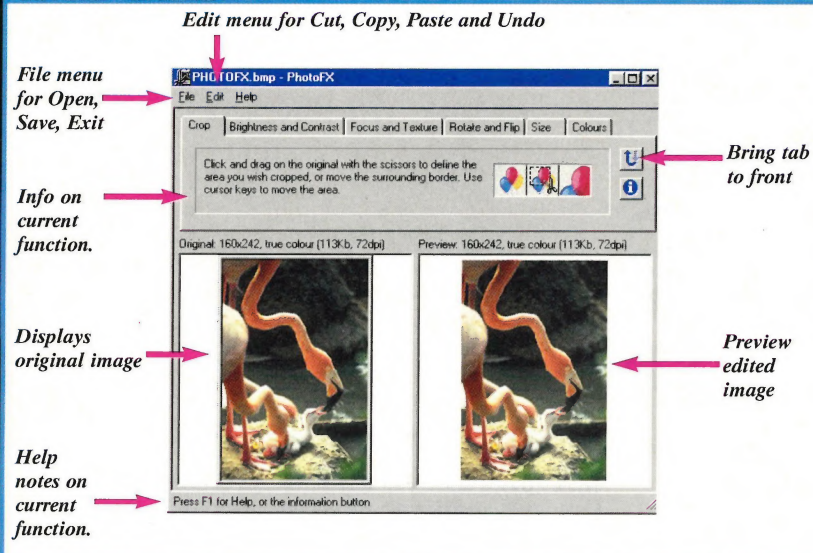 Edit menu for Cut, Copy, Paste and Undo
File menu
for Open,
Save, Exit
PHOTOFX.bmp - PhotoFX
File Edit Help
Crop Brightness and Contrast Focus and Texture Rotate and Flip Size Colours
Click and drag on the original with the scissors to define the
area you wish cropped, or move the surrounding border. Use
cursor keys to move the area.
Bring tab
to front
Info on
current
function.
Original: 160x242, true colour (113Kb, 72dpi) Preview: 160x242, true colour (113Kb, 72dpi)
Displays
original image
Preview
edited
image
Help
notes on
current
function.
Press F1 for Help, or the information button